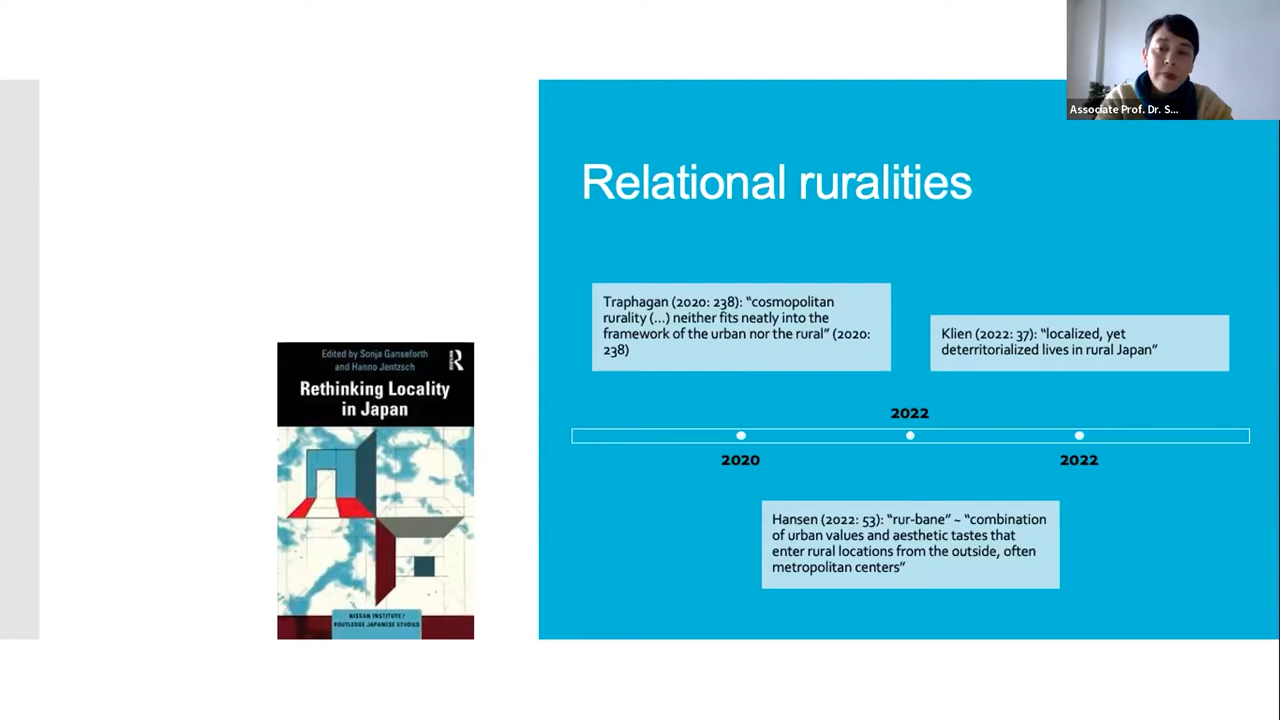 Associate Prof. Dr. S...
Relational ruralities
Traphagan (2020: 238): “cosmopolitan
rurality (…) neither fits neatly into the
framework of the urban nor the rural” (2020:
238)
Klien (2022: 37): “localized, yet
deterritorialized lives in rural Japan”
2022
2020
2022
Hansen (2022: 53): “rur-bane” ~ “combination
of urban values and aesthetic tastes that
enter rural locations from the outside, often
metropolitan centers”
Edited by Sonja Ganseforth
and Hanno Jentzsch
R
Rethinking Locality
in Japan
NISSAN INSTITUTE/
ROUTLEDGE JAPANESE STUDIES